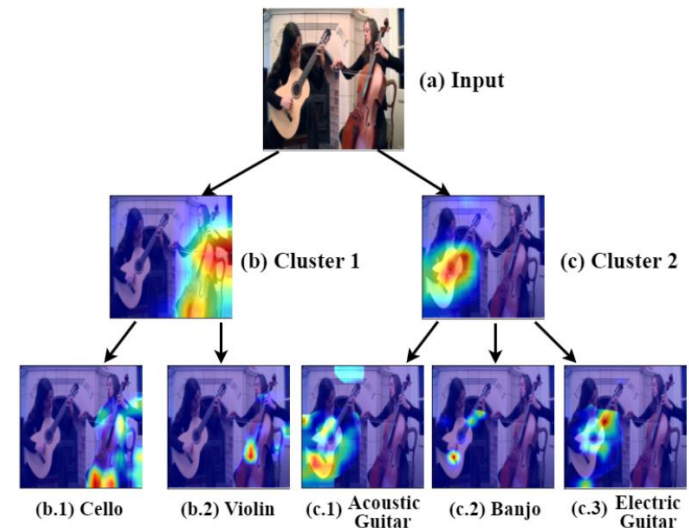 (a) Input
(b) Cluster 1
(c) Cluster 2
(b.1) Cello
(b.2) Violin
(c.1) Acoustic
Guitar
(c.2) Banjo
(c.3) Electric
Guitar